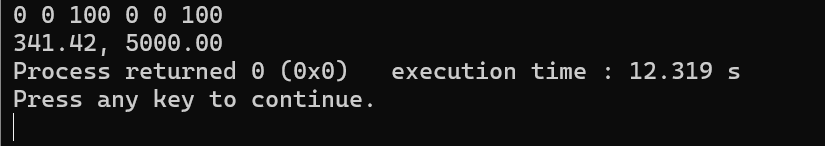 0 0 100 0 0 100
341.42, 5000.00
Process returned 0 (0x0)   execution time : 12.319 s
Press any key to continue.